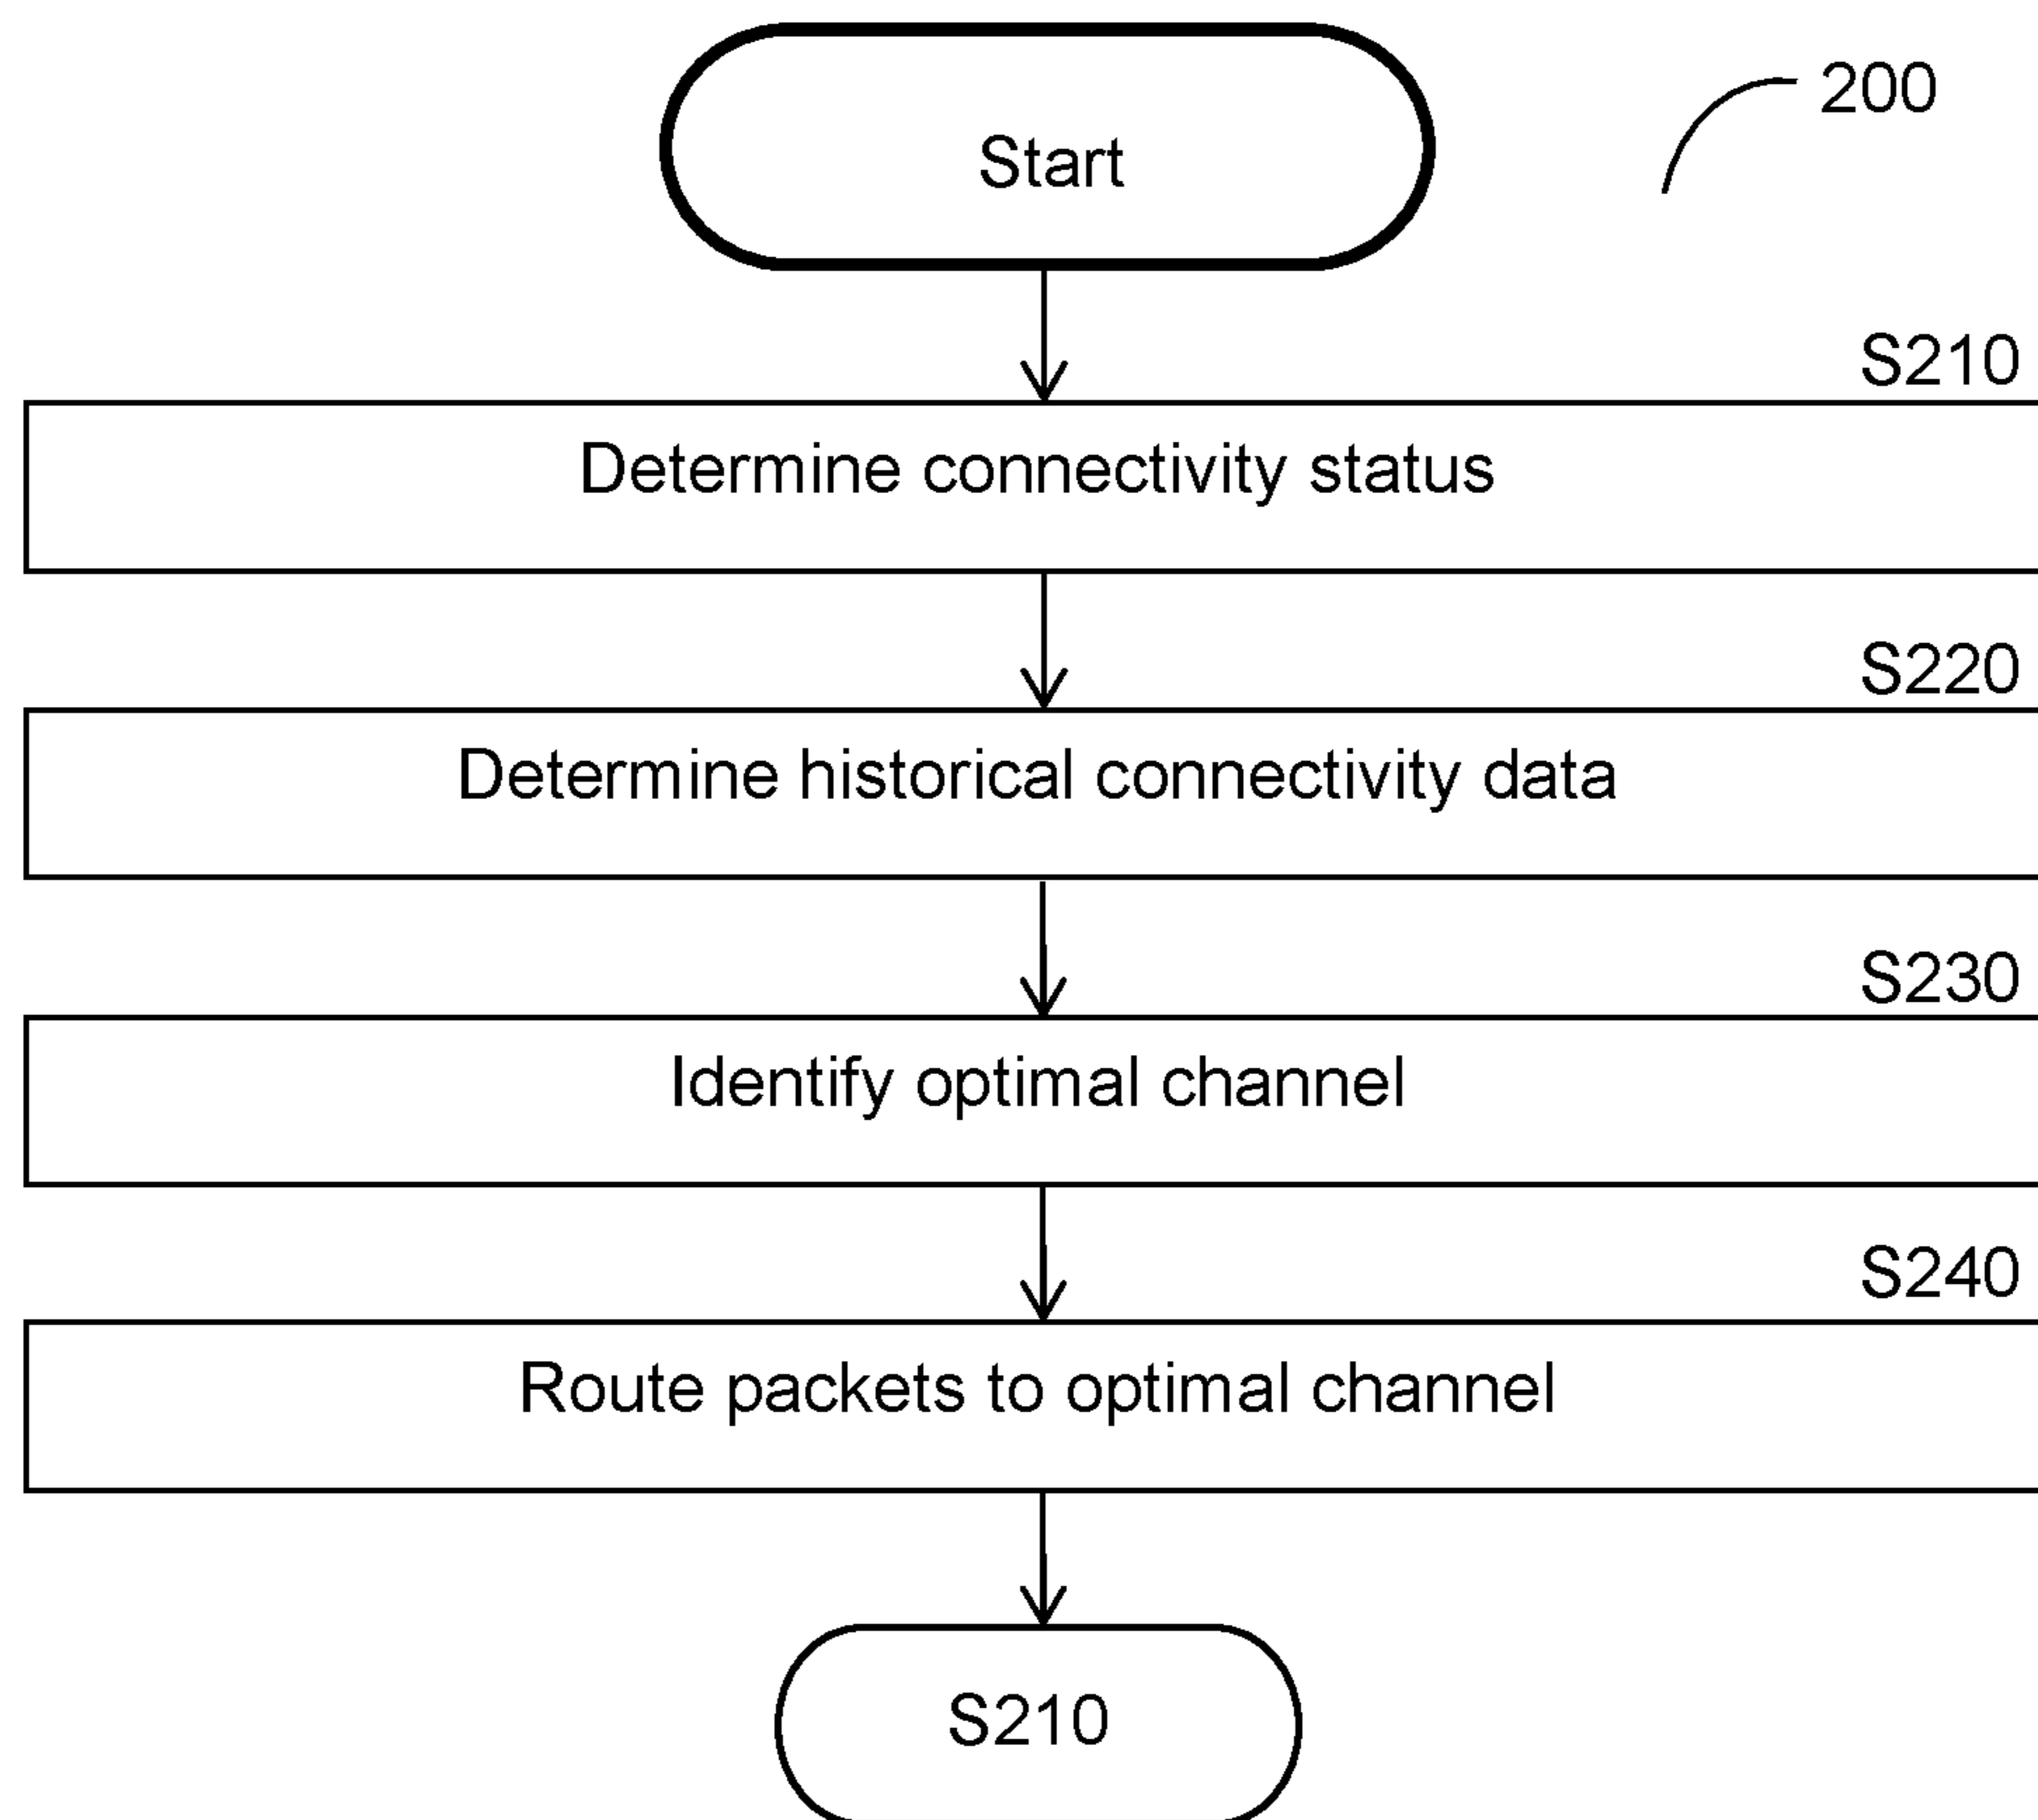 Start
200
S210
Determine connectivity status
S220
Determine historical connectivity data
S230
Identify optimal channel
S240
Route packets to optimal channel
S210